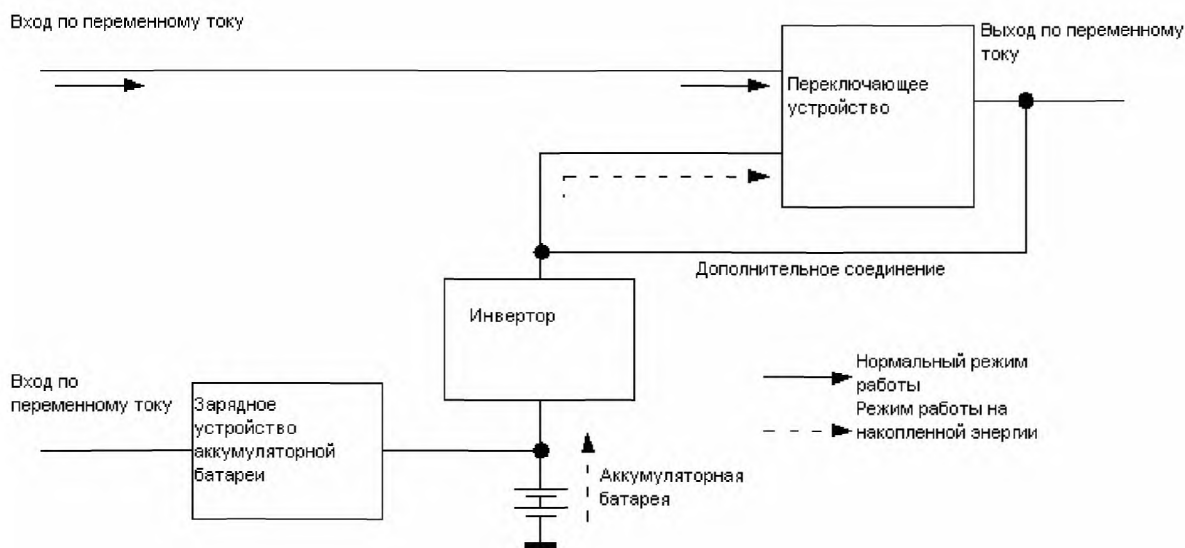 Вход по переменному току
Выход по переменному
току
Переключающее
устройство
Дополнительное соединение
Инвертор
Вход по
переменному току
Зарядное
устройство
аккумуляторной
батареи
Аккумуляторная
батарея
Нормальный режим
работы
Режим работы на
накопленной энергии